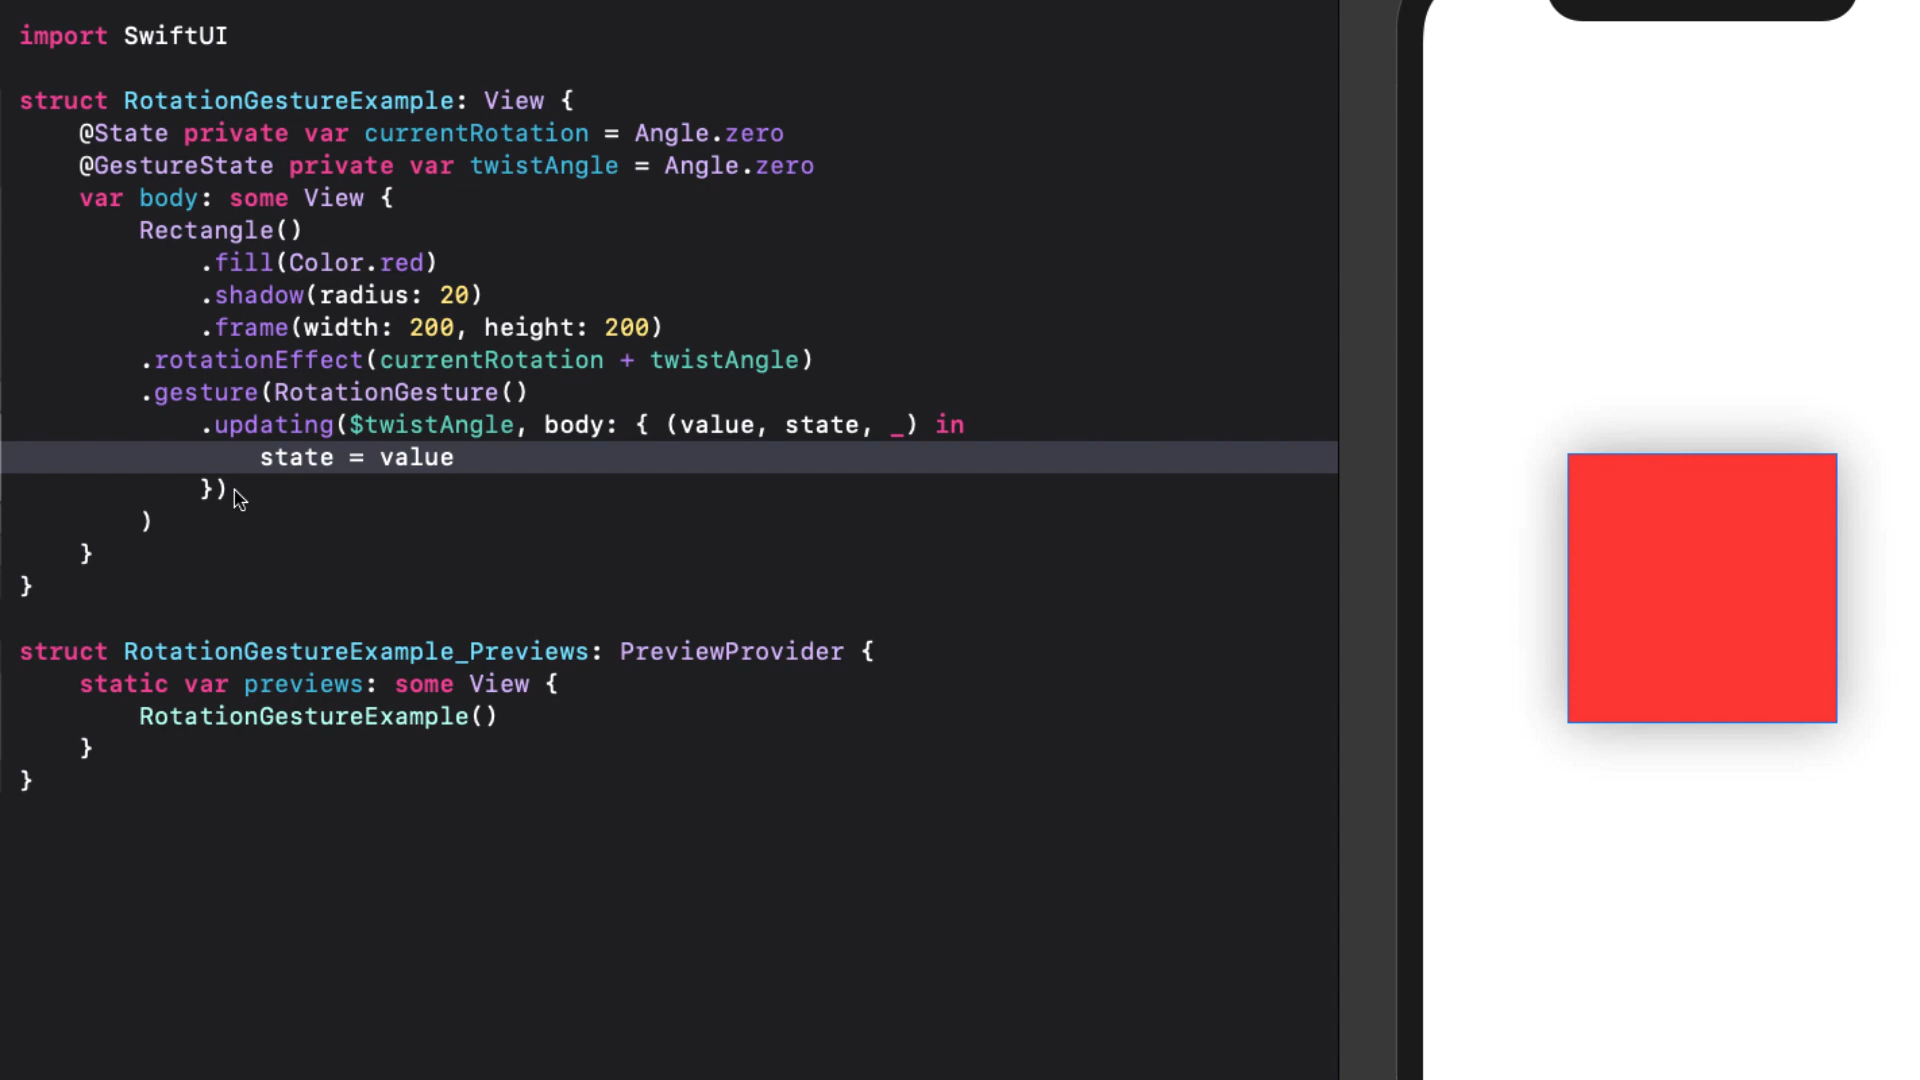 import SwiftUI
struct RotationGestureExample: View {
@State private var currentRotation = Angle.zero
@GestureState private var twistAngle = Angle.zero
var body: some View {
Rectangle()
.fill(Color.red)
.shadow(radius: 20)
.frame(width: 200, height: 200)
.rotationEffect(currentRotation + twistAngle)
.gesture(RotationGesture()
.updating($twistAngle, body: { (value, state, _) in
state = value
})
)
}
}
struct RotationGestureExample_Previews: PreviewProvider {
static var previews: some View {
RotationGestureExample()
}
}